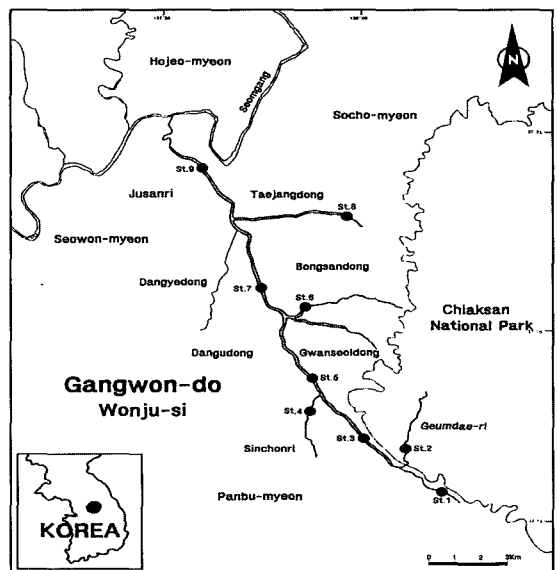 Hojeo-myeon
Seomgang
N
Socho-myeon
St.9
Jusanri
Taejangdong
St.8
Seowon-myeon
Bongsandong
Dangyedong
St.7
St.6
Chiaksan
National Park
Dangudong
Gwanseoldong
Gangwon-do
Wonju-si
St.5
Geumdae-ri
St.4
St.3
St.2
Sinchonri
Panbu-myeon
St.1
KOREA
0 1 2 3Km